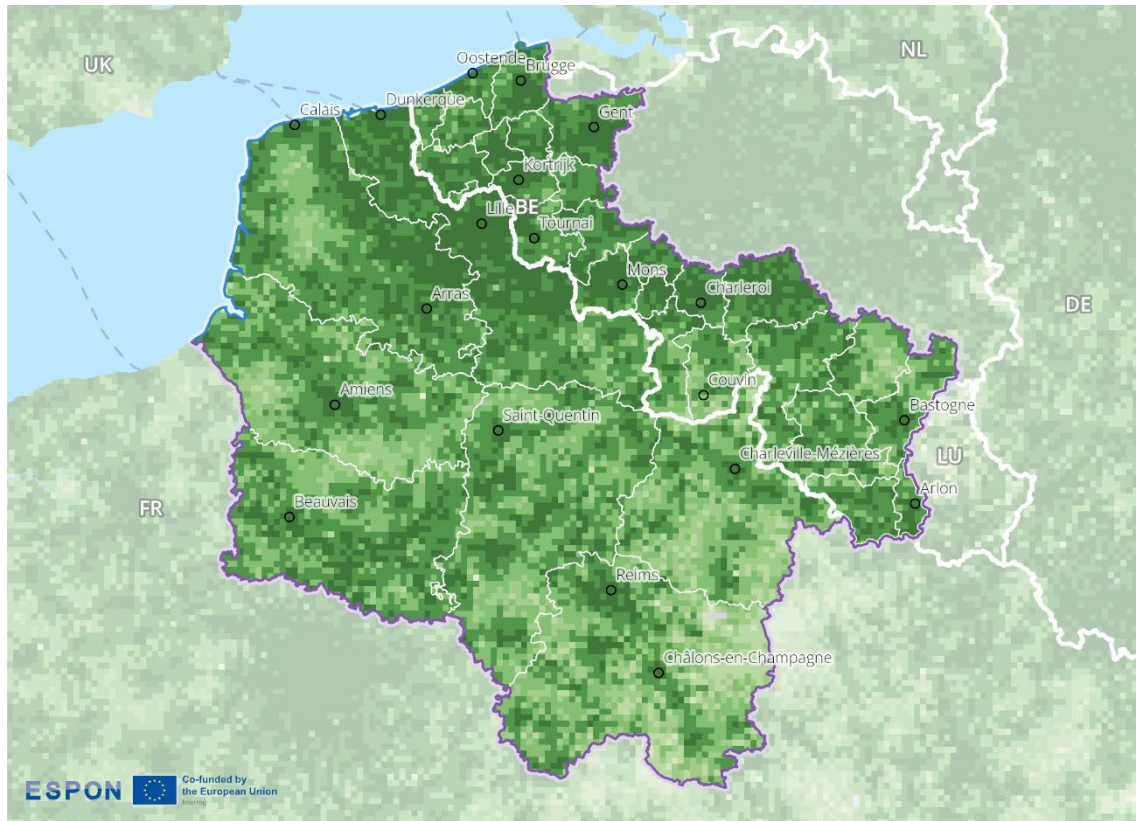 UK
NL
Oostende
Brugge
Dunkerque
Calais
Gent
Kortrijk
BE
Lille
Tournai
Mons
Charleroi
DE
Arras
Couvin
Amiens
Bastogne
Saint-Quentin
LU
Charleville-Mézières
Arlon
FR
Beauvais
Reims
Châlons-en-Champagne
ESPON
Co-funded by
the European Union
Interreg